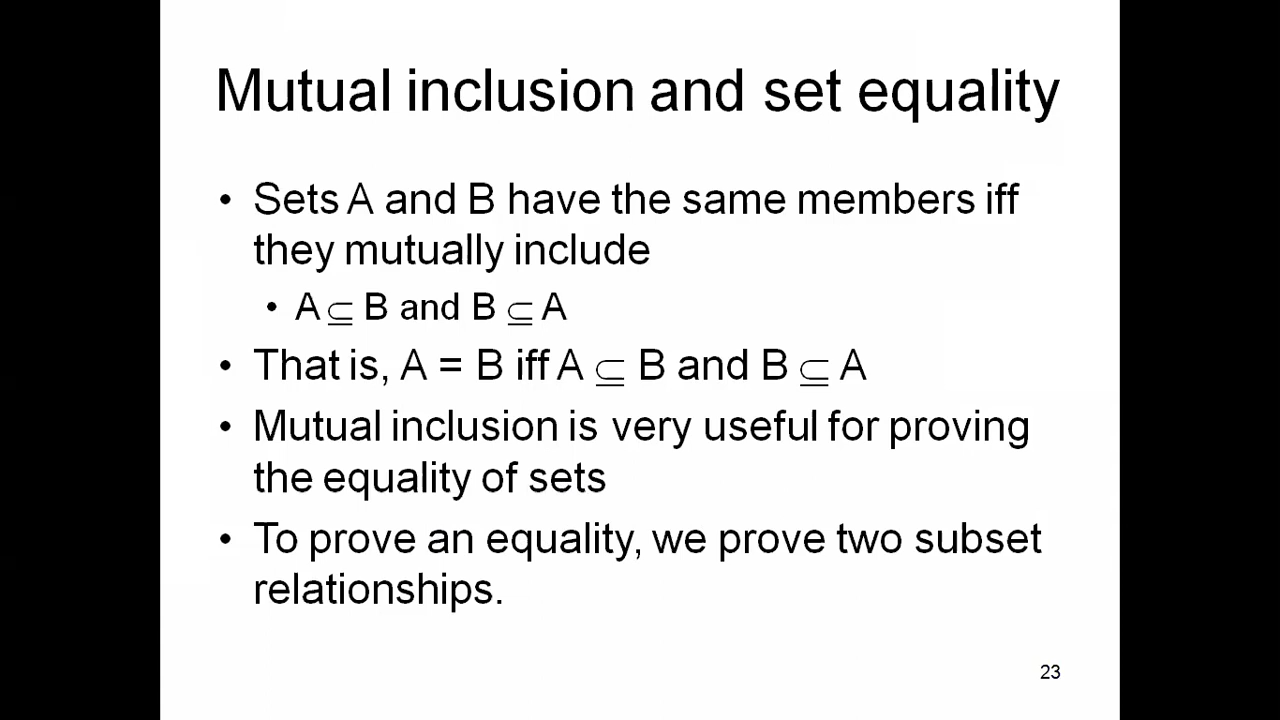 Mutual inclusion and set equality
• Sets A and B have the same members iff
they mutually include
• A ⊆ B and B ⊆ A
• That is, A = B iff A ⊆ B and B ⊆ A
• Mutual inclusion is very useful for proving
the equality of sets
• To prove an equality, we prove two subset
relationships.
23